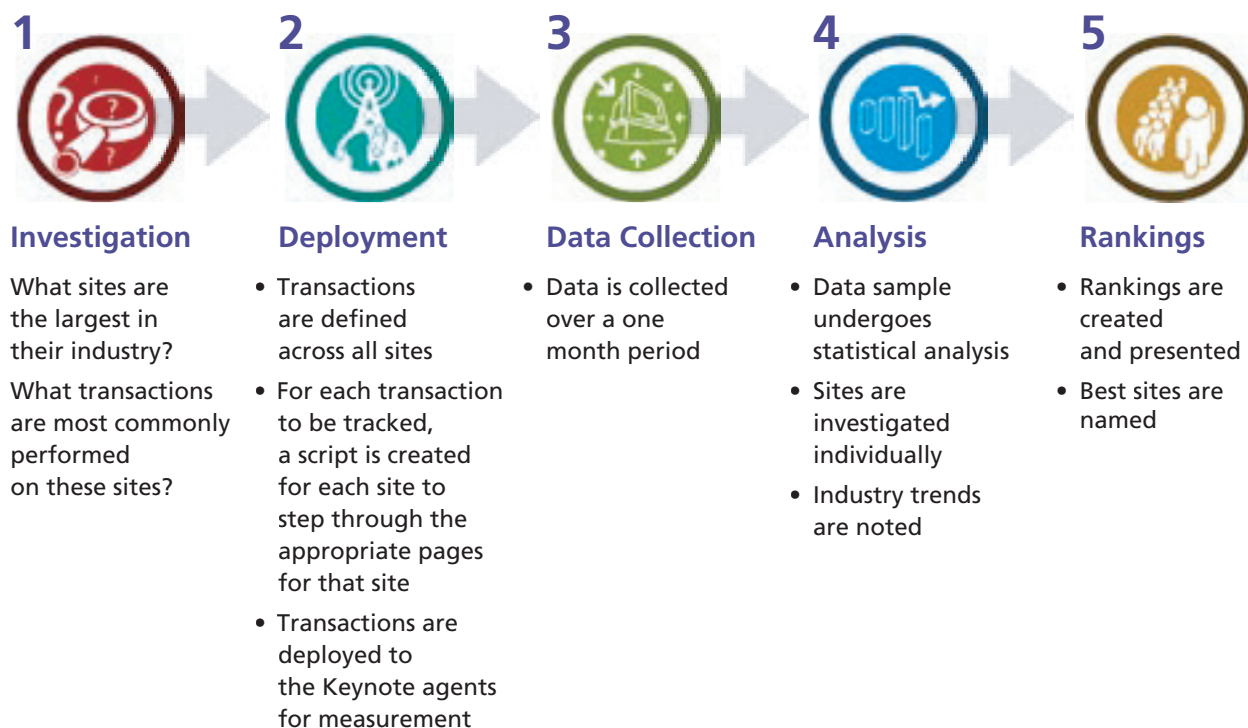 1
Investigation
What sites are
the largest in
their industry?
What transactions
are most commonly
performed
on these sites?
2
Deployment
• Transactions
are defined
across all sites
• For each transaction
to be tracked,
a script is created
for each site to
step through the
appropriate pages
for that site
• Transactions are
deployed to
the Keynote agents
for measurement
3
Data Collection
• Data is collected
over a one
month period
4
Analysis
• Data sample
undergoes
statistical analysis
• Sites are
investigated
individually
• Industry trends
are noted
5
Rankings
• Rankings are
created
and presented
• Best sites are
named